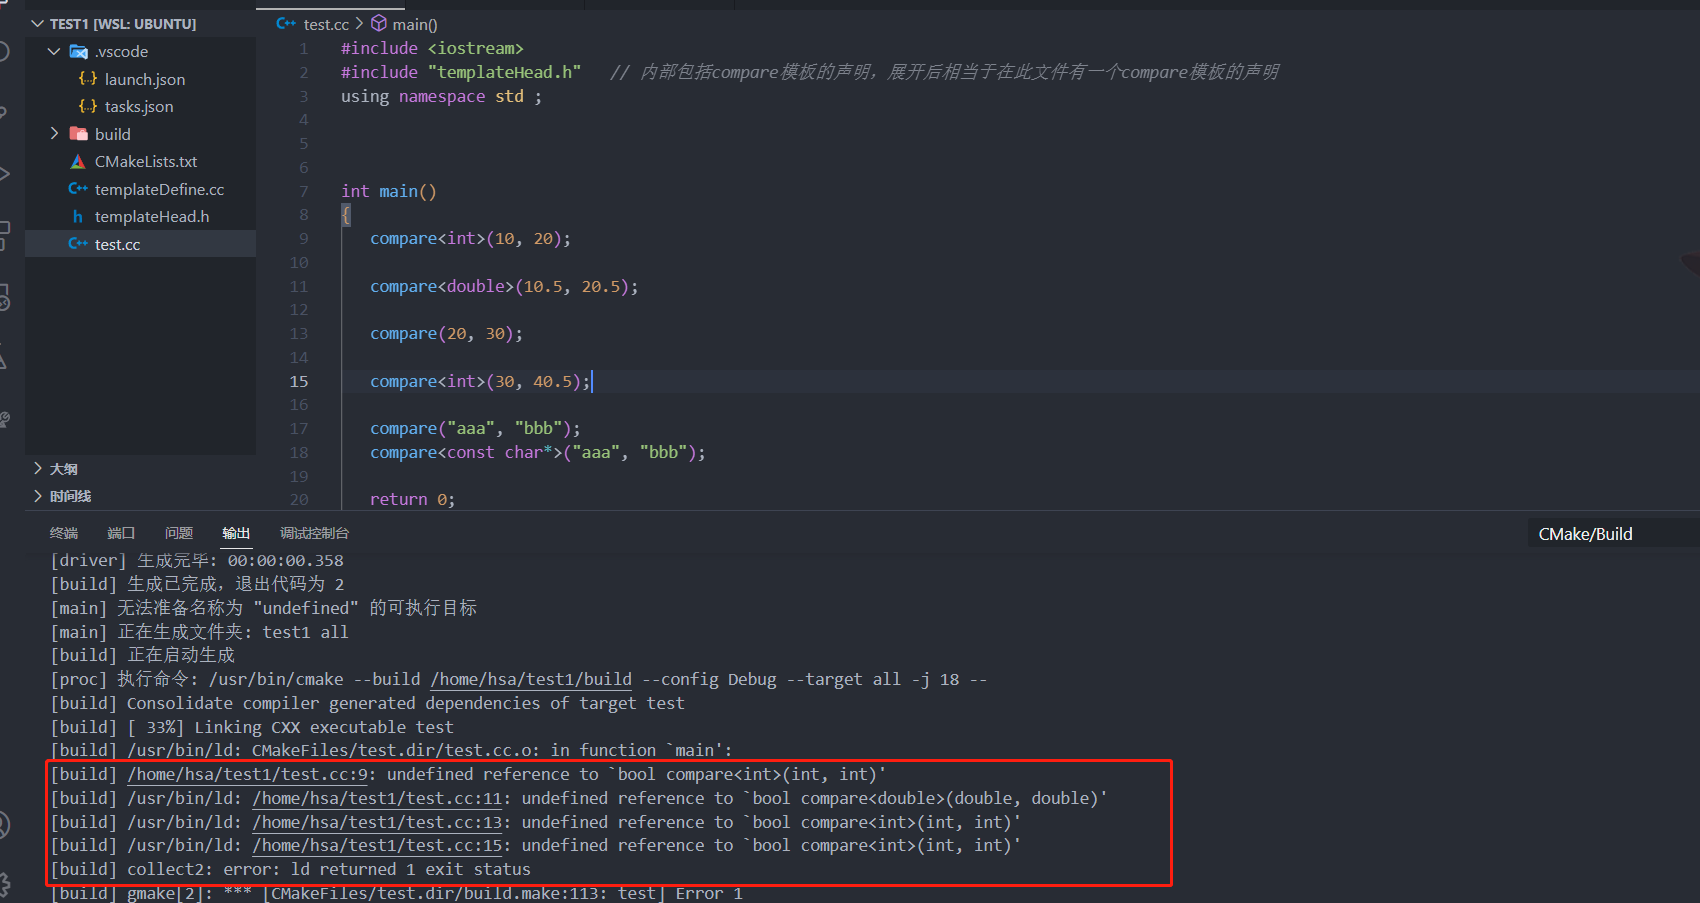 TEST1 [WSL: UBUNTU]
.vscode
launch.json
tasks.json
build
CMakeLists.txt
templateDefine.cc
templateHead.h
test.cc
大纲
时间线
test.cc > main()
1 #include <iostream>
2 #include "templateHead.h" // 内部包括compare模板的声明，展开后相当于在此文件有一个compare模板的声明
3 using namespace std ;
4
5
6
7 int main()
8 {
9 compare<int>(10, 20);
10
11 compare<double>(10.5, 20.5);
12
13 compare(20, 30);
14
15 compare<int>(30, 40.5);
16
17 compare("aaa", "bbb");
18 compare<const char*>("aaa", "bbb");
19
20 return 0;
终端 端口 问题 输出 调试控制台
CMake/Build
[driver] 生成完毕: 00:00:00.358
[build] 生成已完成，退出代码为 2
[main] 无法准备名称为 "undefined" 的可执行目标
[main] 正在生成文件夹: test1 all
[build] 正在启动生成
[proc] 执行命令: /usr/bin/cmake --build /home/hsa/test1/build --config Debug --target all -j 18 --
[build] Consolidate compiler generated dependencies of target test
[build] [ 33%] Linking CXX executable test
[build] /usr/bin/ld: CMakeFiles/test.dir/test.cc.o: in function `main':
[build] /home/hsa/test1/test.cc:9: undefined reference to `bool compare<int>(int, int)'
[build] /usr/bin/ld: /home/hsa/test1/test.cc:11: undefined reference to `bool compare<double>(double, double)'
[build] /usr/bin/ld: /home/hsa/test1/test.cc:13: undefined reference to `bool compare<int>(int, int)'
[build] /usr/bin/ld: /home/hsa/test1/test.cc:15: undefined reference to `bool compare<int>(int, int)'
[build] collect2: error: ld returned 1 exit status
[build] gmake[2]: *** [CMakeFiles/test.dir/build.make:113: test] Error 1